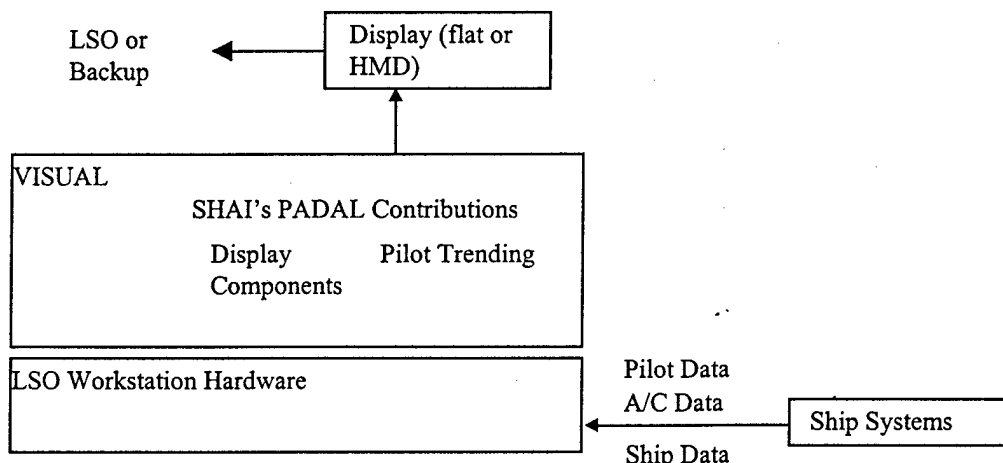 LSO or
Backup
Display (flat or
HMD)
VISUAL
SHAI's PADAL Contributions
Display
Components
Pilot Trending
LSO Workstation Hardware
Pilot Data
A/C Data
Ship Data
Ship Systems